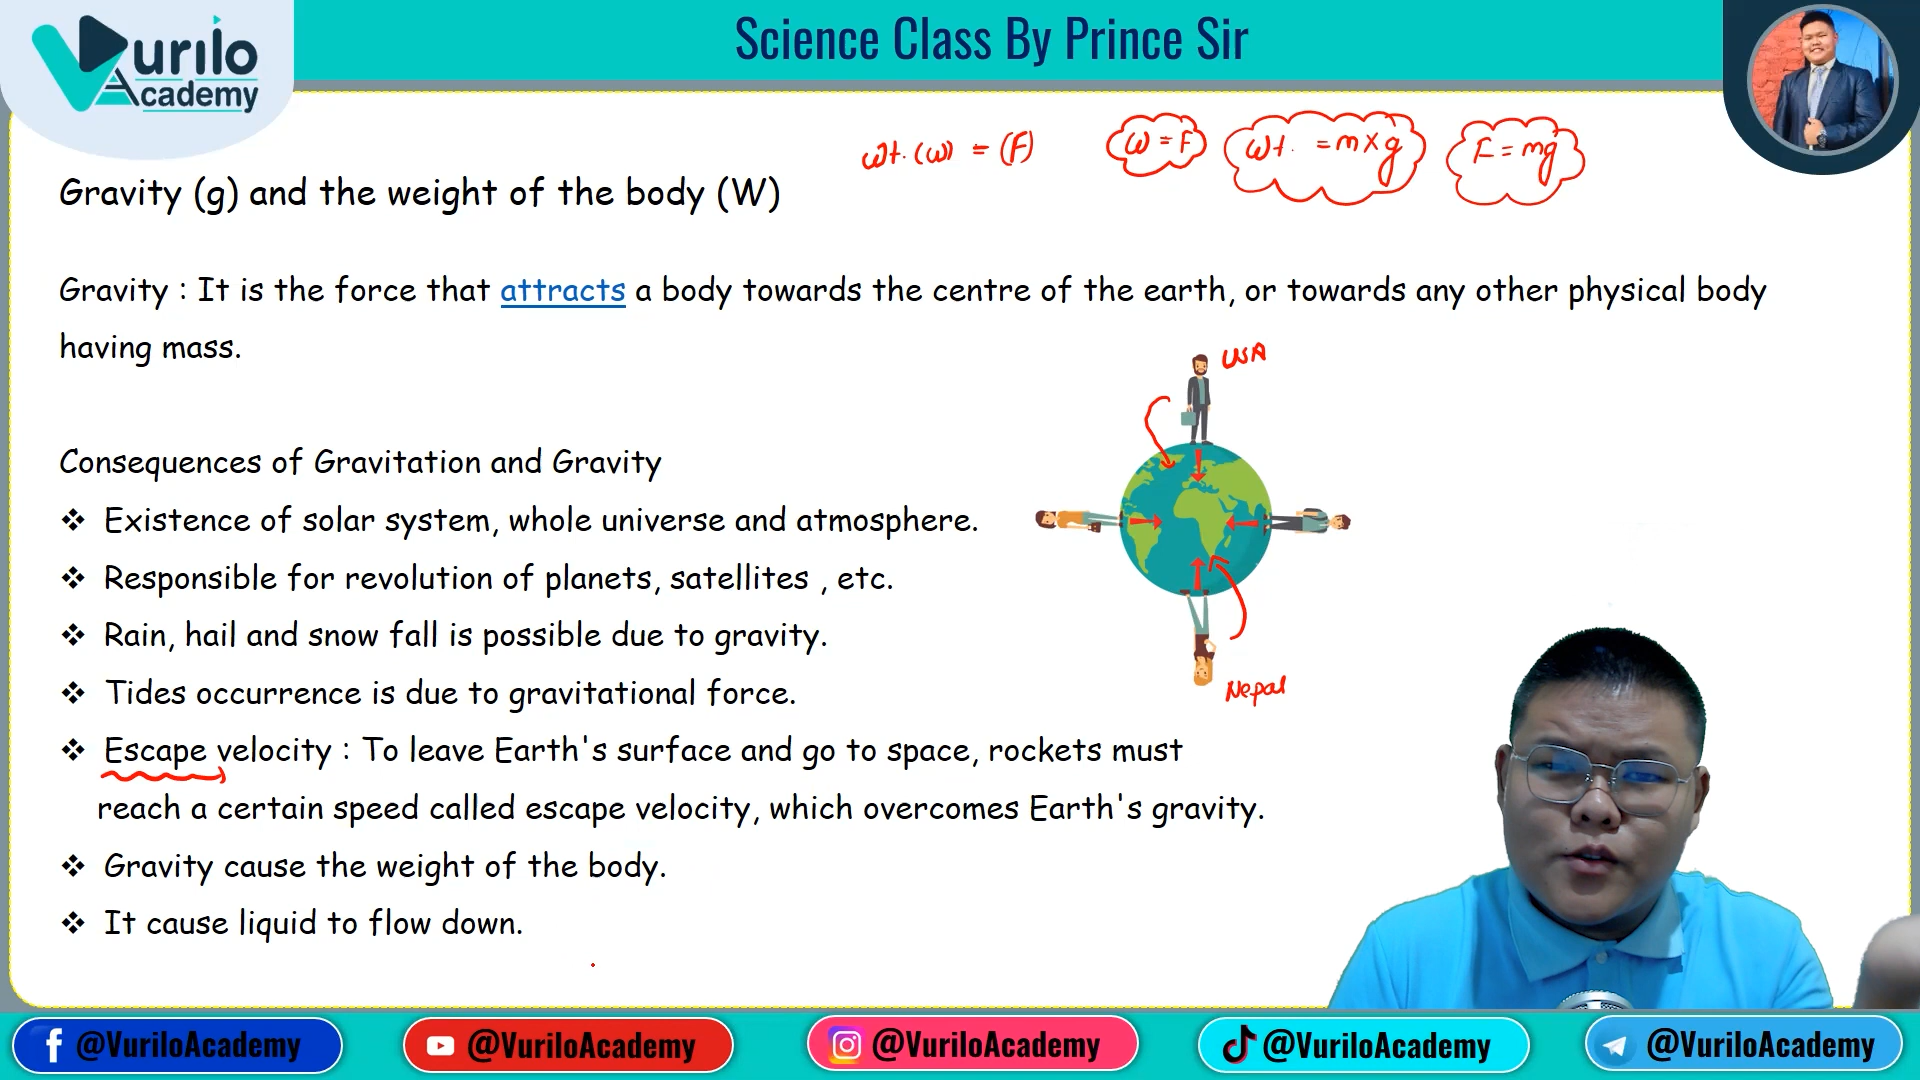 Vurilo
Academy
Science Class By Prince Sir
wt. (w) = (F)
W = F
wt. = m x g
F = mg
Gravity (g) and the weight of the body (W)
Gravity : It is the force that attracts a body towards the centre of the earth, or towards any other physical body
having mass.
USA
Consequences of Gravitation and Gravity
❖ Existence of solar system, whole universe and atmosphere.
❖ Responsible for revolution of planets, satellites , etc.
❖ Rain, hail and snow fall is possible due to gravity.
❖ Tides occurrence is due to gravitational force.
Nepal
❖ Escape velocity : To leave Earth's surface and go to space, rockets must
reach a certain speed called escape velocity, which overcomes Earth's gravity.
❖ Gravity cause the weight of the body.
❖ It cause liquid to flow down.
@VuriloAcademy
@VuriloAcademy
@VuriloAcademy
@VuriloAcademy
@VuriloAcademy